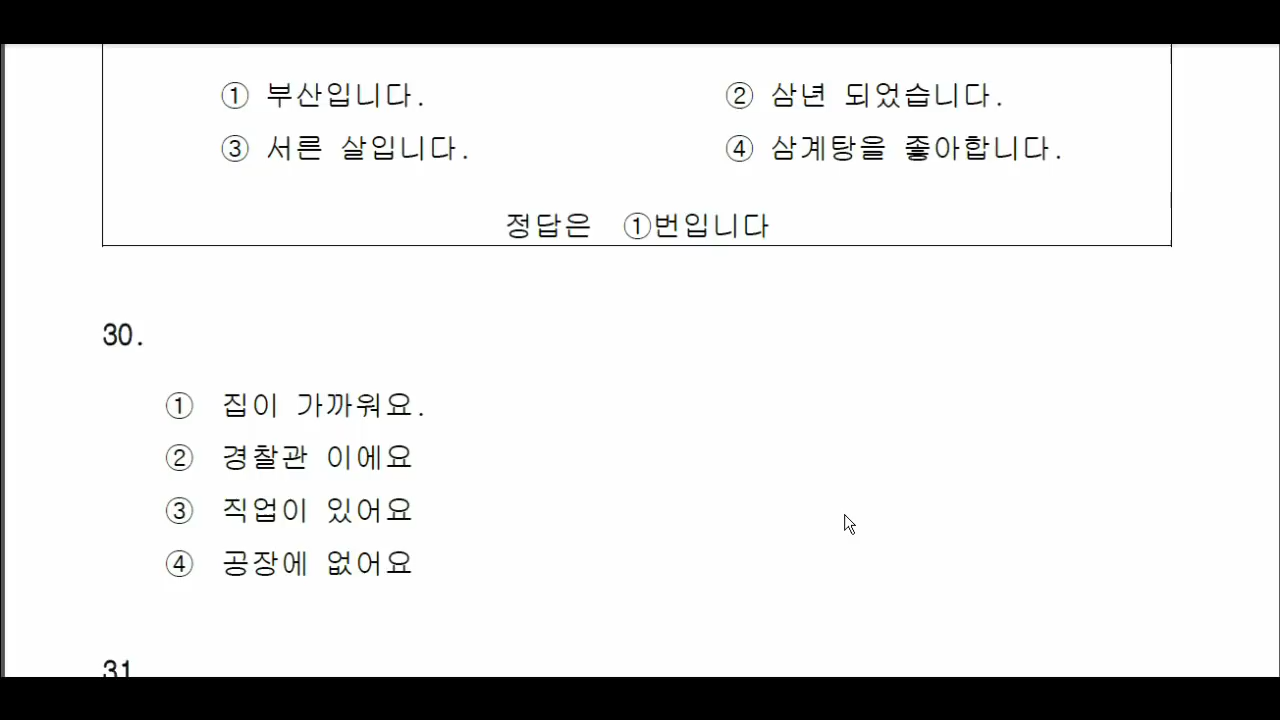 ① 부산입니다. ② 삼년 되었습니다.
③ 서른 살입니다. ④ 삼계탕을 좋아합니다.
정답은 ①번입니다
30.
① 집이 가까워요.
② 경찰관 이에요
③ 직업이 있어요
④ 공장에 없어요
31